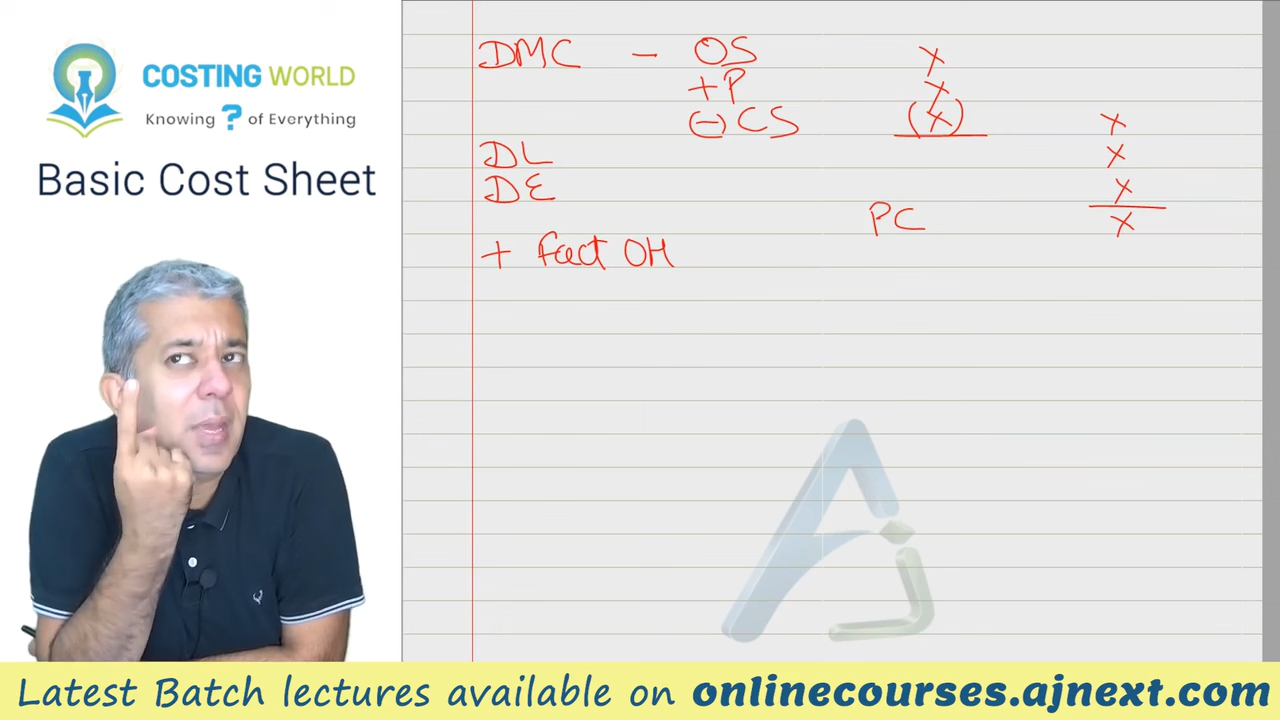 COSTING WORLD
Knowing ? of Everything
Basic Cost Sheet
DMC - OS X
+ P X
(-) CS (X) X
DL X
DE X
PC X
+ Fact OH
Latest Batch lectures available on onlinecourses.ajnext.com